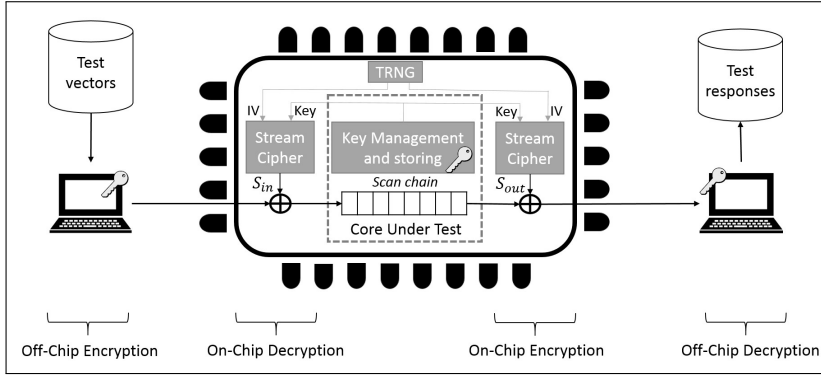 Test
vectors
Test
responses
TRNG
IV
Key
Key
IV
Stream
Cipher
Key Management
and storing
Stream
Cipher
S_in
Scan chain
S_out
Core Under Test
Off-Chip Encryption
On-Chip Decryption
On-Chip Encryption
Off-Chip Decryption